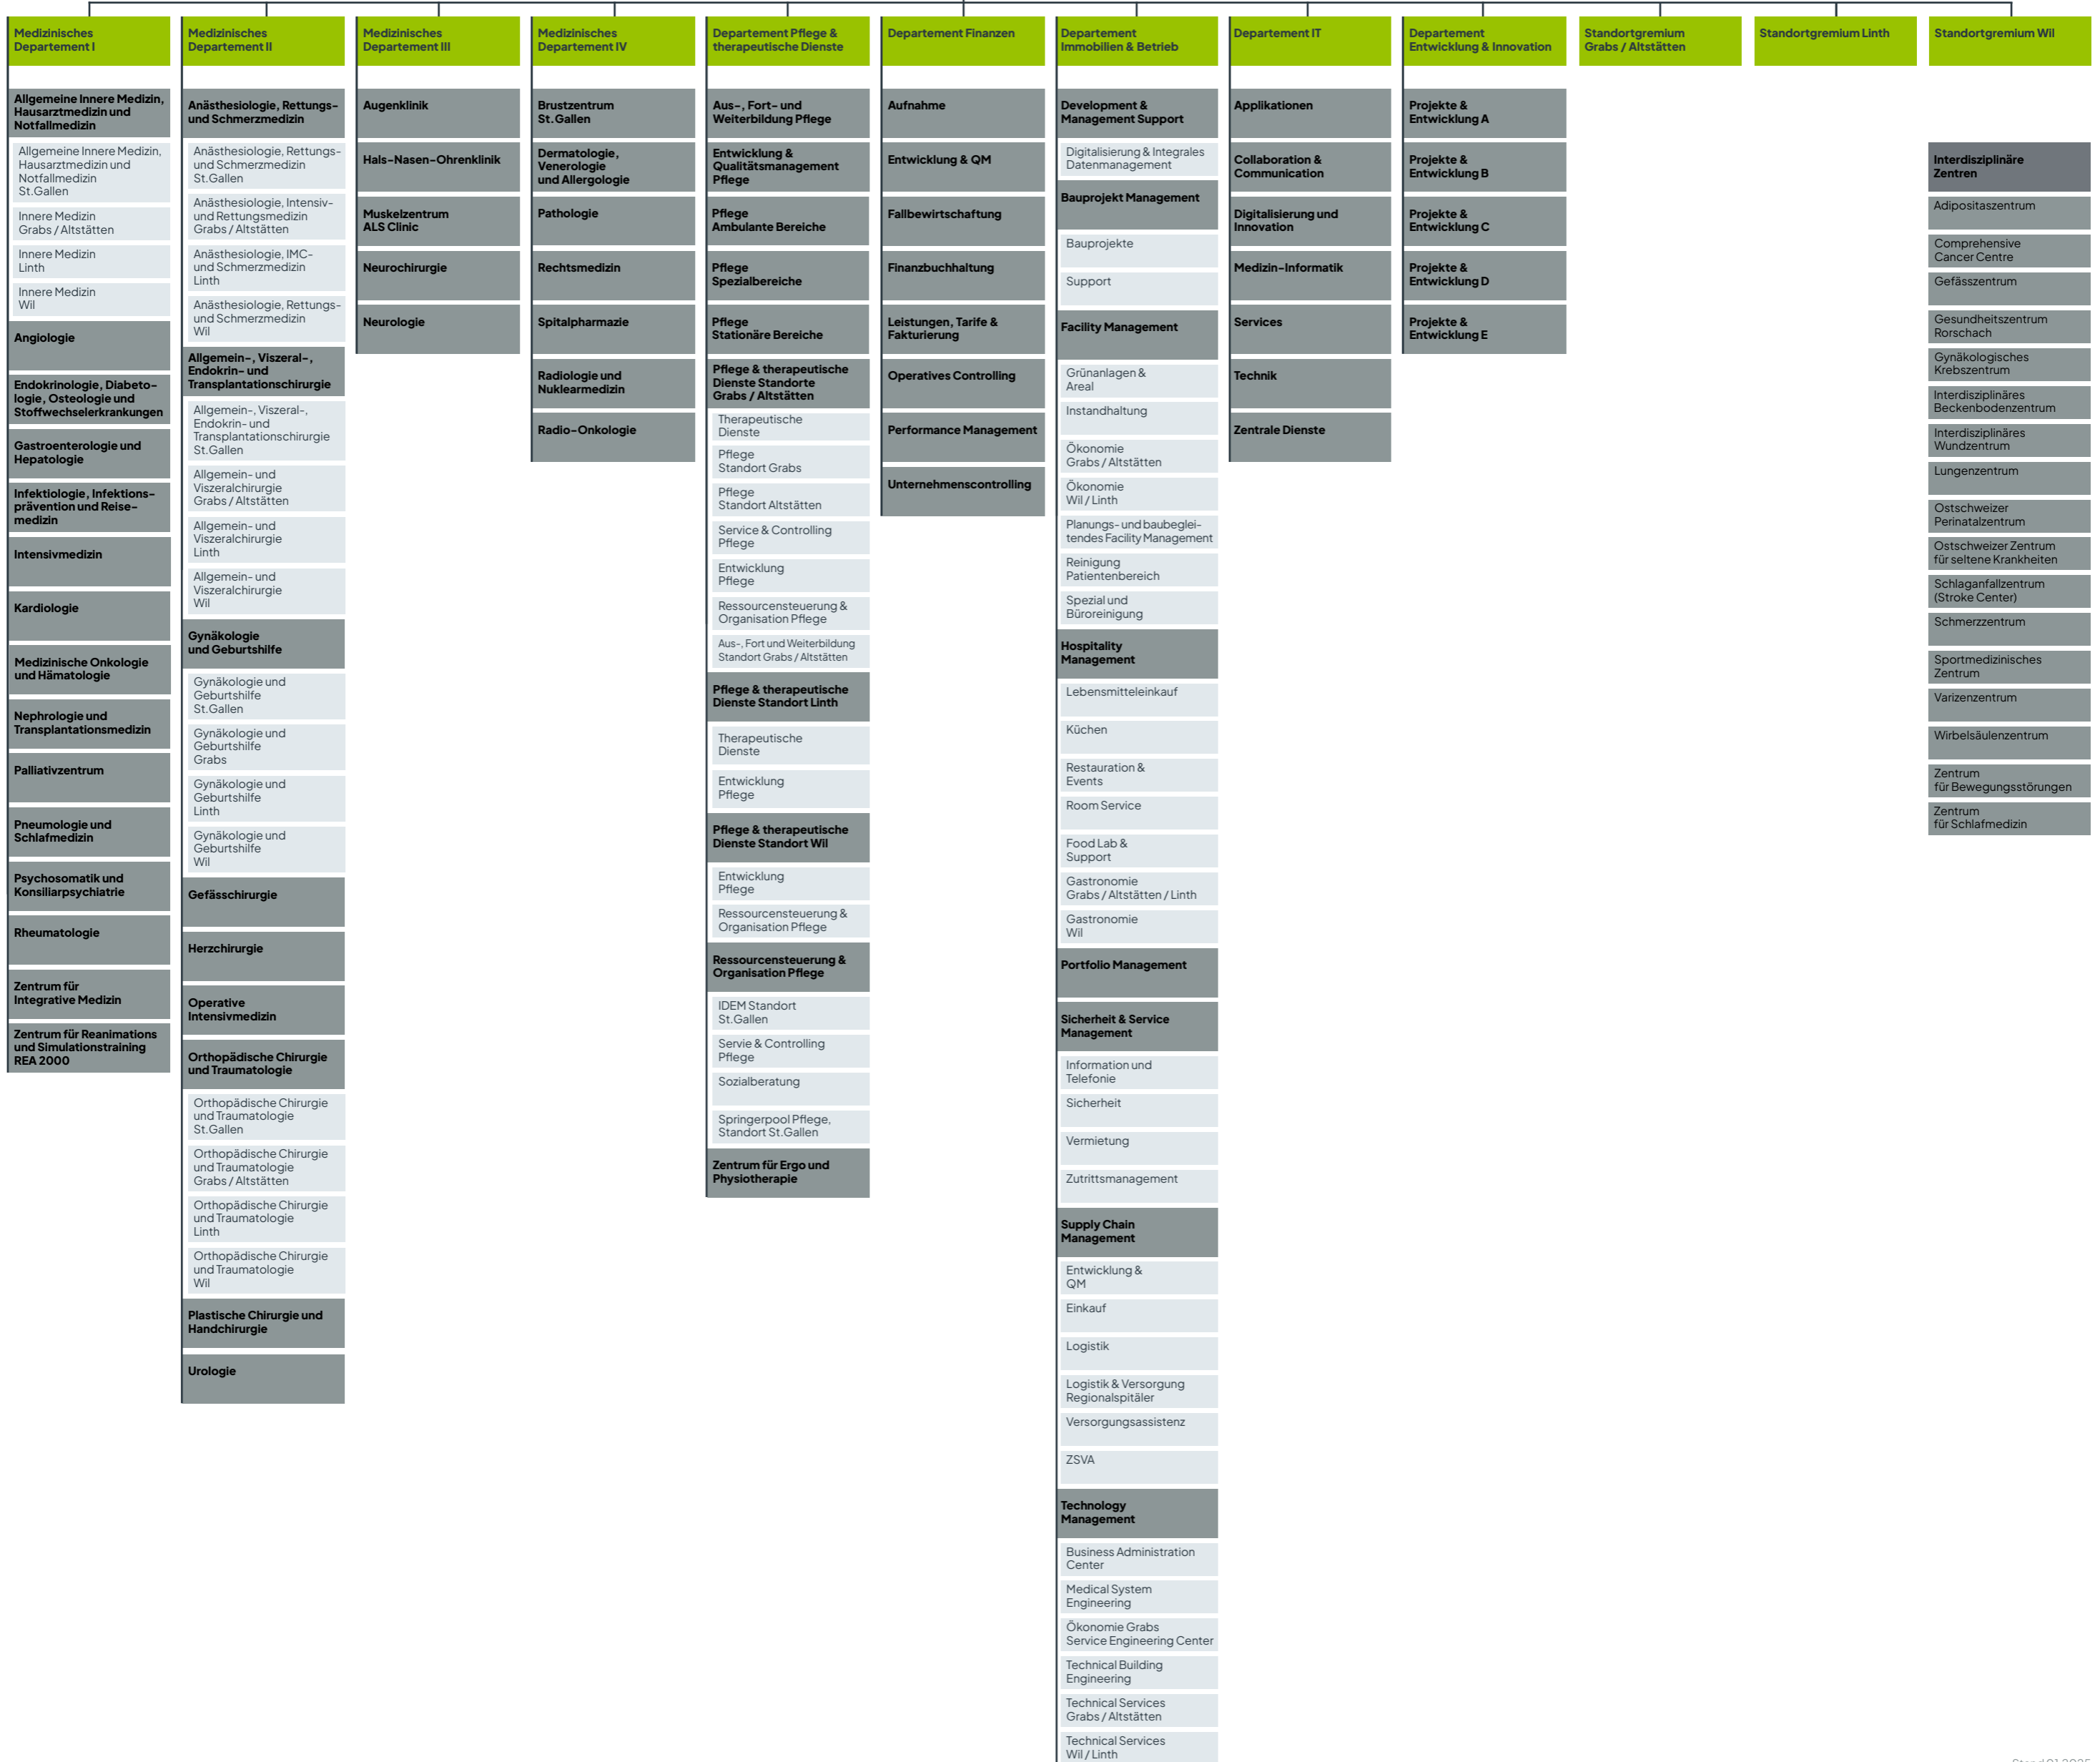 Medizinisches
Departement I
Allgemeine Innere Medizin,
Hausarztmedizin und
Notfallmedizin
Allgemeine Innere Medizin,
Hausarztmedizin und
Notfallmedizin
St.Gallen
Innere Medizin
Grabs / Altstätten
Innere Medizin
Linth
Innere Medizin
Wil
Angiologie
Endokrinologie, Diabeto-
logie, Osteologie und
Stoffwechselerkrankungen
Gastroenterologie und
Hepatologie
Infektiologie, Infektions-
prävention und Reise-
medizin
Intensivmedizin
Kardiologie
Medizinische Onkologie
und Hämatologie
Nephrologie und
Transplantationsmedizin
Palliativzentrum
Pneumologie und
Schlafmedizin
Psychosomatik und
Konsiliarpsychiatrie
Rheumatologie
Zentrum für
Integrative Medizin
Zentrum für Reanimations
und Simulationstraining
REA 2000
Medizinisches
Departement II
Anästhesiologie, Rettungs-
und Schmerzmedizin
Anästhesiologie, Rettungs-
und Schmerzmedizin
St.Gallen
Anästhesiologie, Intensiv-
und Rettungsmedizin
Grabs / Altstätten
Anästhesiologie, IMC-
und Schmerzmedizin
Linth
Anästhesiologie, Rettungs-
und Schmerzmedizin
Wil
Allgemein-, Viszeral-,
Endokrin- und
Transplantationschirurgie
Allgemein-, Viszeral-,
Endokrin- und
Transplantationschirurgie
St.Gallen
Allgemein- und
Viszeralchirurgie
Grabs / Altstätten
Allgemein- und
Viszeralchirurgie
Linth
Allgemein- und
Viszeralchirurgie
Wil
Gynäkologie
und Geburtshilfe
Gynäkologie und
Geburtshilfe
St.Gallen
Gynäkologie und
Geburtshilfe
Grabs
Gynäkologie und
Geburtshilfe
Linth
Gynäkologie und
Geburtshilfe
Wil
Gefässchirurgie
Herzchirurgie
Operative
Intensivmedizin
Orthopädische Chirurgie
und Traumatologie
Orthopädische Chirurgie
und Traumatologie
St.Gallen
Orthopädische Chirurgie
und Traumatologie
Grabs / Altstätten
Orthopädische Chirurgie
und Traumatologie
Linth
Orthopädische Chirurgie
und Traumatologie
Wil
Plastische Chirurgie und
Handchirurgie
Urologie
Medizinisches
Departement III
Augenklinik
Hals-Nasen-Ohrenklinik
Muskelzentrum
ALS Clinic
Neurochirurgie
Neurologie
Medizinisches
Departement IV
Brustzentrum
St.Gallen
Dermatologie,
Venerologie
und Allergologie
Pathologie
Rechtsmedizin
Spitalpharmazie
Radiologie und
Nuklearmedizin
Radio-Onkologie
Departement Pflege &
therapeutische Dienste
Aus-, Fort- und
Weiterbildung Pflege
Entwicklung &
Qualitätsmanagement
Pflege
Pflege
Ambulante Bereiche
Pflege
Spezialbereiche
Pflege
Stationäre Bereiche
Pflege & therapeutische
Dienste Standorte
Grabs / Altstätten
Therapeutische
Dienste
Pflege
Standort Grabs
Pflege
Standort Altstätten
Service & Controlling
Pflege
Entwicklung
Pflege
Ressourcensteuerung &
Organisation Pflege
Aus-, Fort und Weiterbildung
Standort Grabs / Altstätten
Pflege & therapeutische
Dienste Standort Linth
Therapeutische
Dienste
Entwicklung
Pflege
Pflege & therapeutische
Dienste Standort Wil
Entwicklung
Pflege
Ressourcensteuerung &
Organisation Pflege
Ressourcensteuerung &
Organisation Pflege
IDEM Standort
St.Gallen
Servie & Controlling
Pflege
Sozialberatung
Springerpool Pflege,
Standort St.Gallen
Zentrum für Ergo und
Physiotherapie
Departement Finanzen
Aufnahme
Entwicklung & QM
Fallbewirtschaftung
Finanzbuchhaltung
Leistungen, Tarife &
Fakturierung
Operatives Controlling
Performance Management
Unternehmenscontrolling
Departement
Immobilien & Betrieb
Development &
Management Support
Digitalisierung & Integrales
Datenmanagement
Bauprojekt Management
Bauprojekte
Support
Facility Management
Grünanlagen &
Areal
Instandhaltung
Ökonomie
Grabs / Altstätten
Ökonomie
Wil / Linth
Planungs- und baubeglei-
tendes Facility Management
Reinigung
Patientenbereich
Spezial und
Büroreinigung
Hospitality
Management
Lebensmitteleinkauf
Küchen
Restauration &
Events
Room Service
Food Lab &
Support
Gastronomie
Grabs / Altstätten / Linth
Gastronomie
Wil
Portfolio Management
Sicherheit & Service
Management
Information und
Telefonie
Sicherheit
Vermietung
Zutrittsmanagement
Supply Chain
Management
Entwicklung &
QM
Einkauf
Logistik
Logistik & Versorgung
Regionalspitäler
Versorgungsassistenz
ZSVA
Technology
Management
Business Administration
Center
Medical System
Engineering
Ökonomie Grabs
Service Engineering Center
Technical Building
Engineering
Technical Services
Grabs / Altstätten
Technical Services
Wil / Linth
Departement IT
Applikationen
Collaboration &
Communication
Digitalisierung und
Innovation
Medizin-Informatik
Services
Technik
Zentrale Dienste
Departement
Entwicklung & Innovation
Projekte &
Entwicklung A
Projekte &
Entwicklung B
Projekte &
Entwicklung C
Projekte &
Entwicklung D
Projekte &
Entwicklung E
Standortgremium
Grabs / Altstätten
Standortgremium Linth
Standortgremium Wil
Interdisziplinäre
Zentren
Adipositaszentrum
Comprehensive
Cancer Centre
Gefässzentrum
Gesundheitszentrum
Rorschach
Gynäkologisches
Krebszentrum
Interdisziplinäres
Beckenbodenzentrum
Interdisziplinäres
Wundzentrum
Lungenzentrum
Ostschweizer
Perinatalzentrum
Ostschweizer Zentrum
für seltene Krankheiten
Schlaganfallzentrum
(Stroke Center)
Schmerzzentrum
Sportmedizinisches
Zentrum
Varizenzentrum
Wirbelsäulenzentrum
Zentrum
für Bewegungsstörungen
Zentrum
für Schlafmedizin